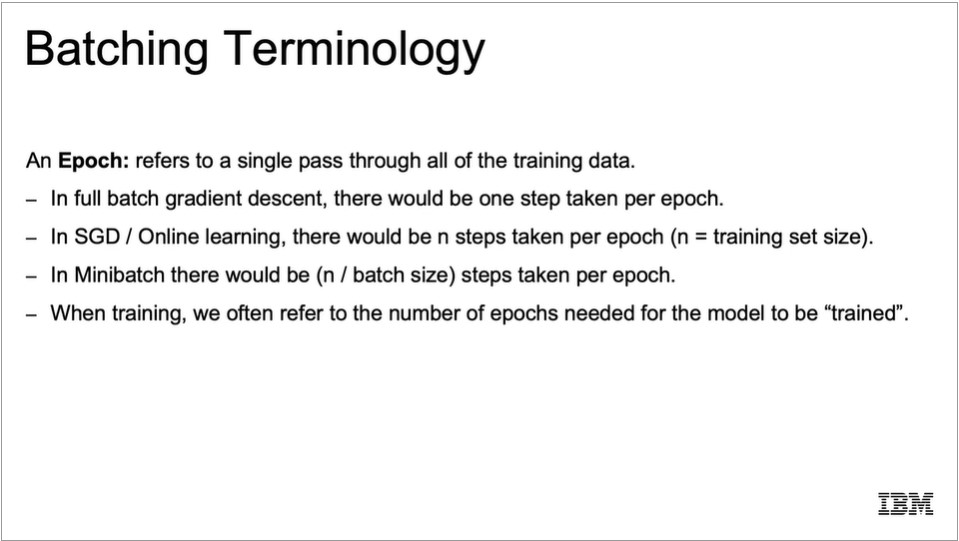 Batching Terminology
An Epoch: refers to a single pass through all of the training data.
– In full batch gradient descent, there would be one step taken per epoch.
– In SGD / Online learning, there would be n steps taken per epoch (n = training set size).
– In Minibatch there would be (n / batch size) steps taken per epoch.
– When training, we often refer to the number of epochs needed for the model to be “trained”.
IBM